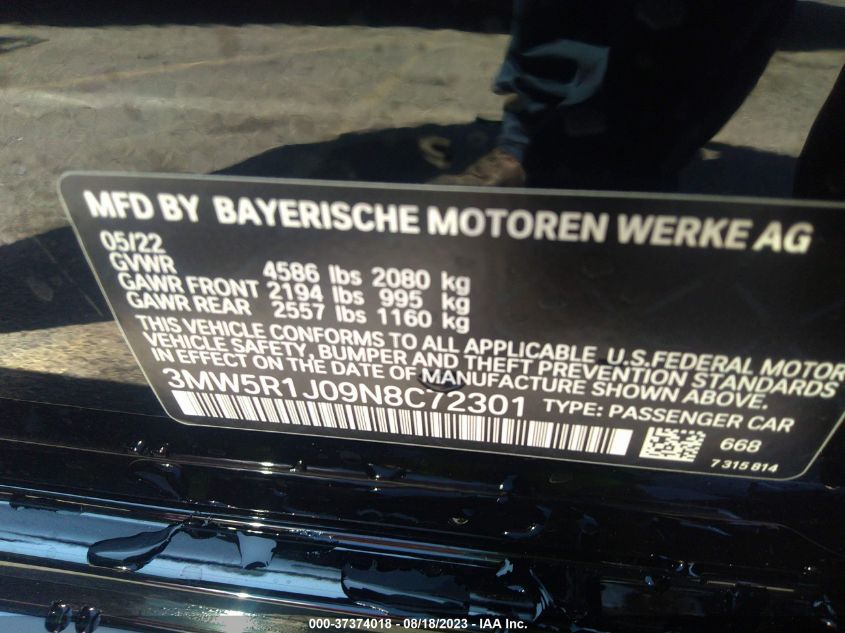 MFD BY BAYERISCHE MOTOREN WERKE AG
05/22
GVWR 4586 lbs 2080 kg
GAWR FRONT 2194 lbs 995 kg
GAWR REAR 2557 lbs 1160 kg
THIS VEHICLE CONFORMS TO ALL APPLICABLE U.S.FEDERAL MOTOR
VEHICLE SAFETY, BUMPER AND THEFT PREVENTION STANDARDS
IN EFFECT ON THE DATE OF MANUFACTURE SHOWN ABOVE.
3MW5R1J09N8C72301 TYPE: PASSENGER CAR
668
7 315 814
000-37374018 - 08/18/2023 - IAA Inc.